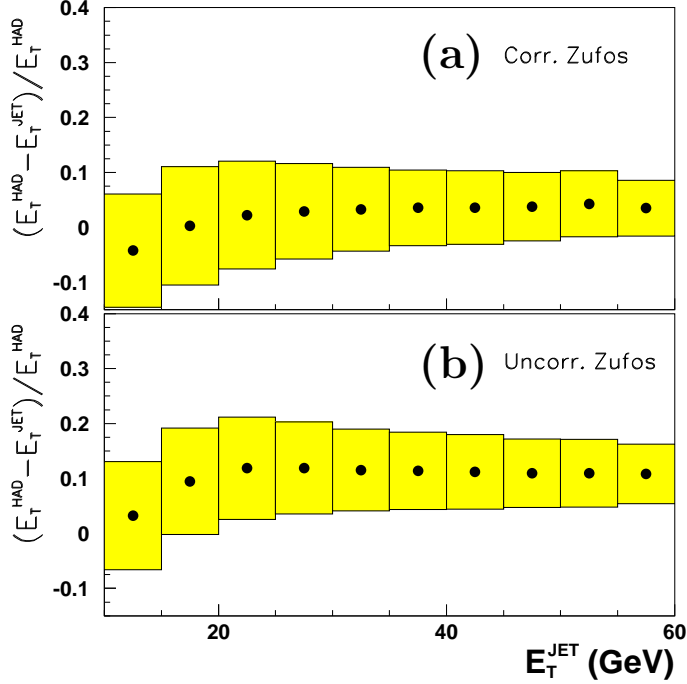 (E_T^HAD – E_T^JET) / E_T^HAD
0.4
0.3
0.2
0.1
0
-0.1
(a) Corr. Zufos
(E_T^HAD – E_T^JET) / E_T^HAD
0.4
0.3
0.2
0.1
0
-0.1
(b) Uncorr. Zufos
20 40 60
E_T^JET (GeV)